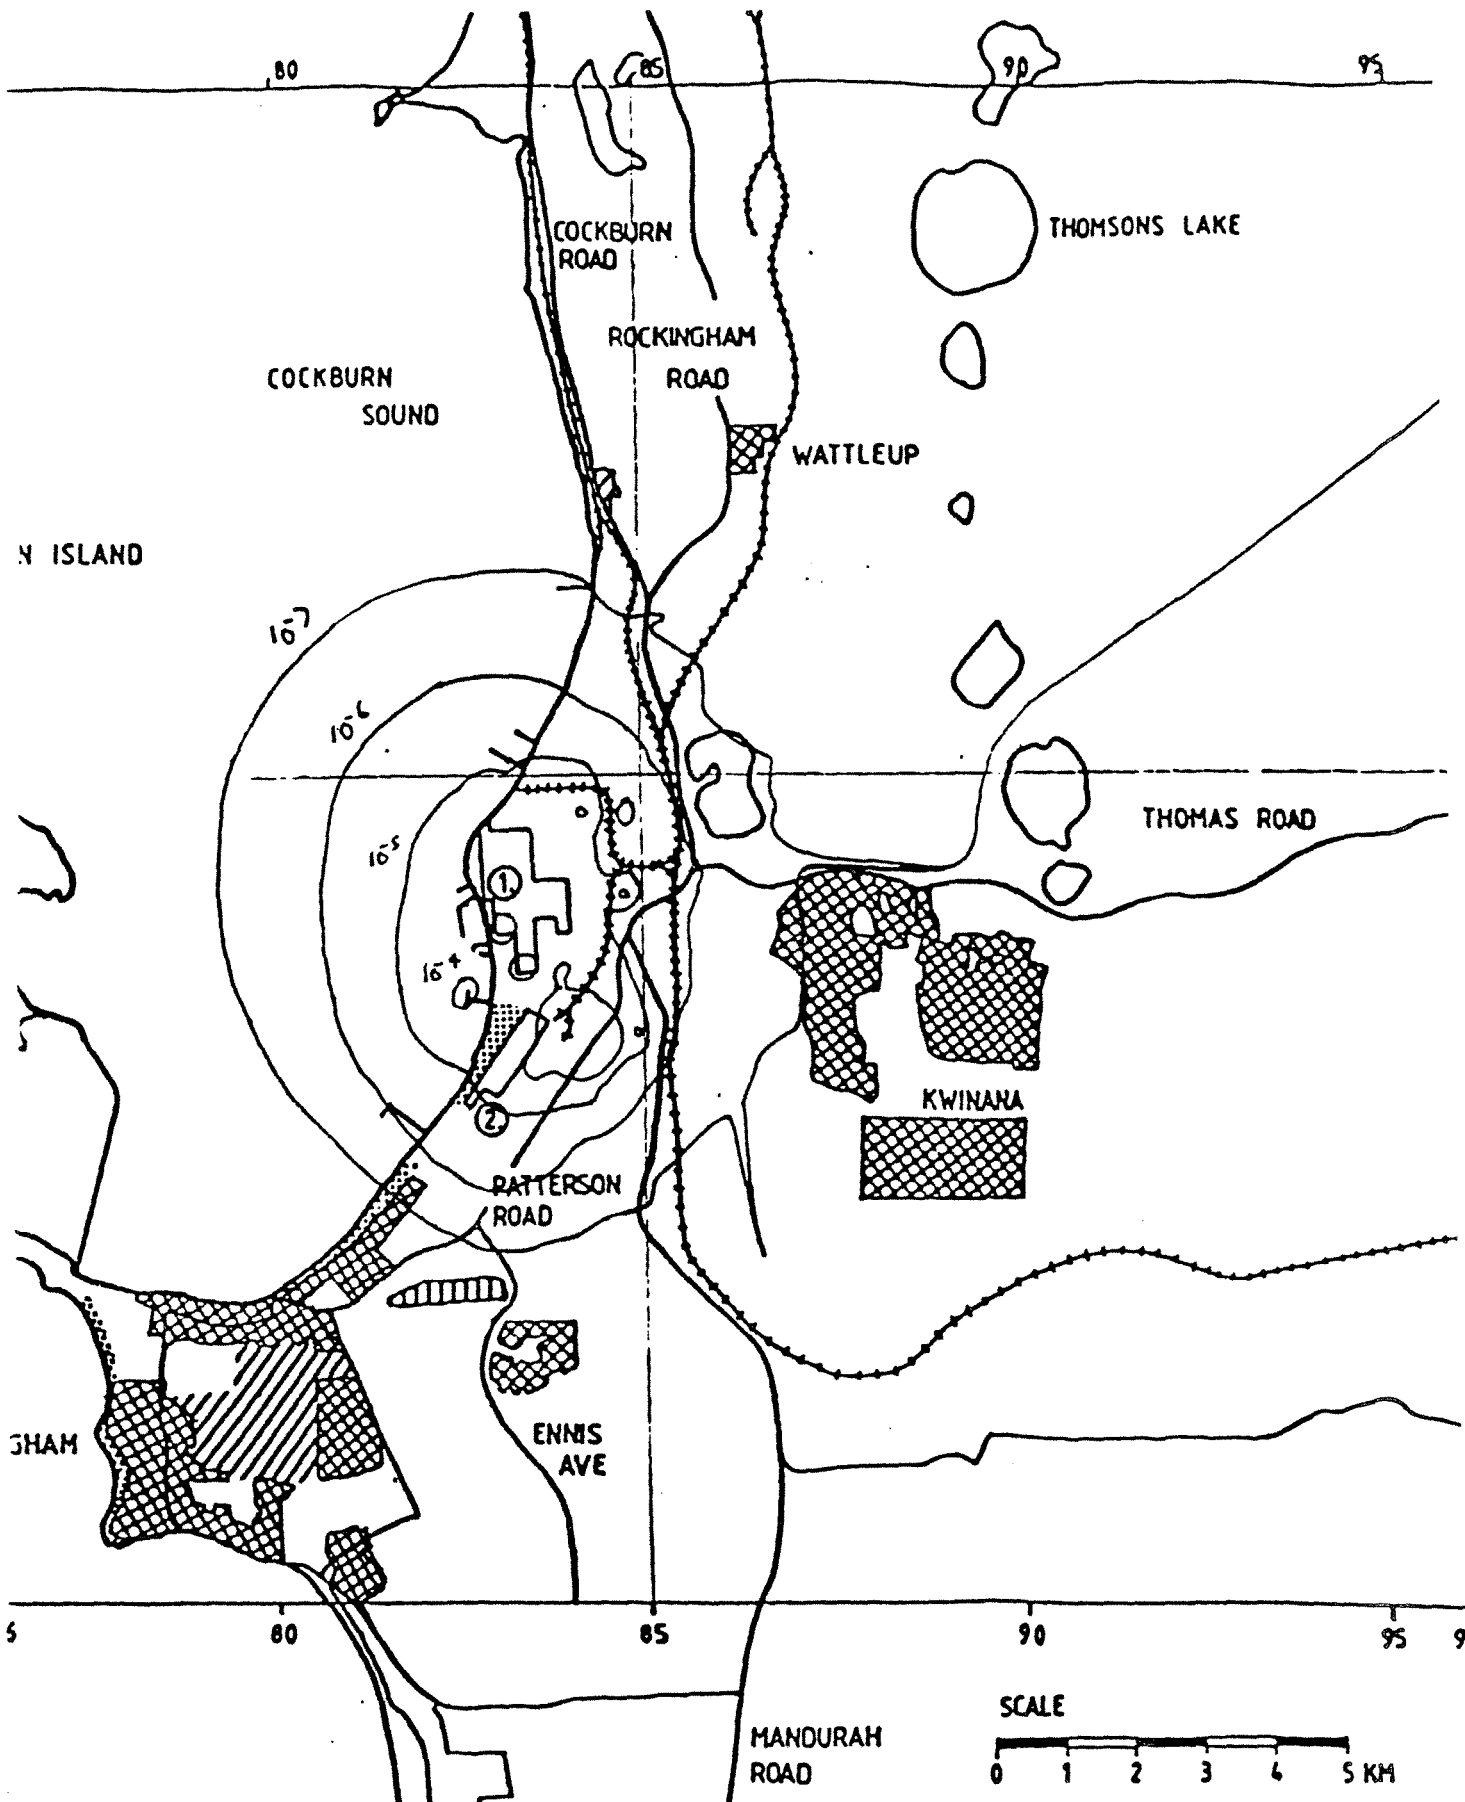 80
85
90
95
COCKBURN
ROAD
THOMSONS LAKE
ROCKINGHAM
ROAD
COCKBURN
SOUND
WATTLEUP
N ISLAND
10-7
10-6
THOMAS ROAD
10-5
1.
10-4
KWINANA
2.
PATTERSON
ROAD
ENNIS
AVE
GHAM
80
85
90
95
9
SCALE
MANDURAH
ROAD
0 1 2 3 4 5 KM